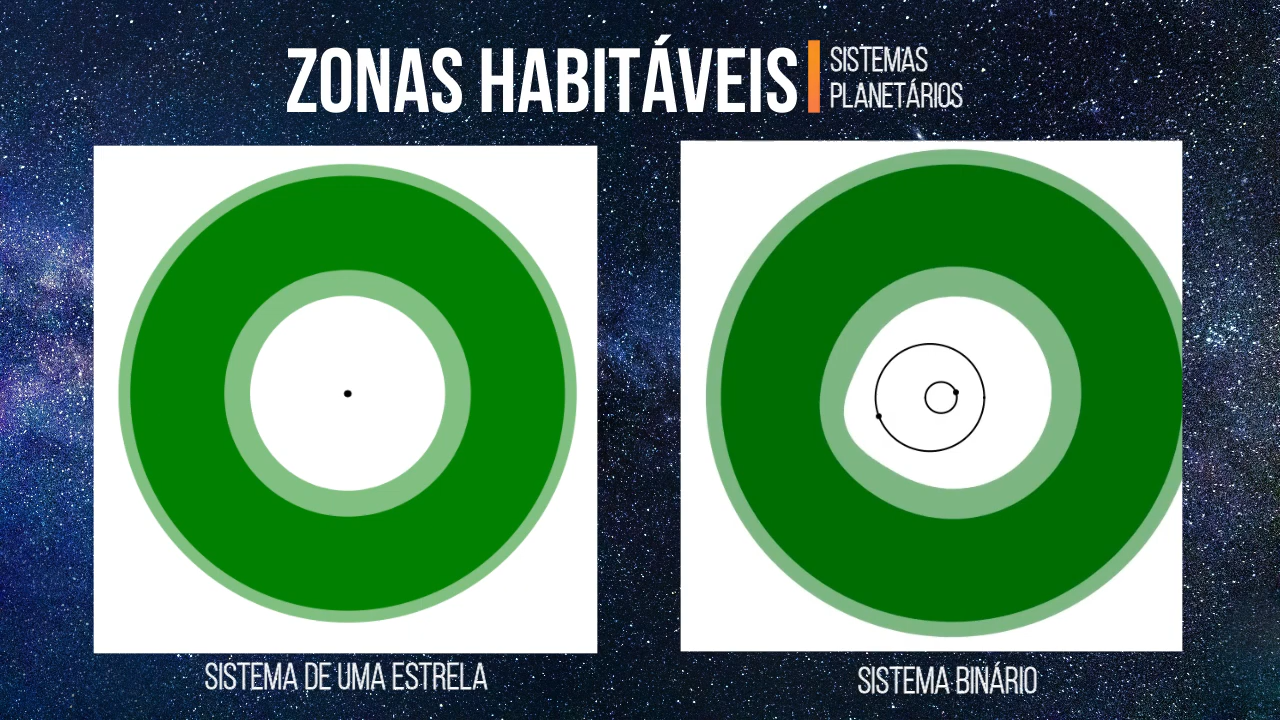 ZONAS HABITÁVEIS
SISTEMAS
PLANETÁRIOS
SISTEMA DE UMA ESTRELA
SISTEMA BINÁRIO